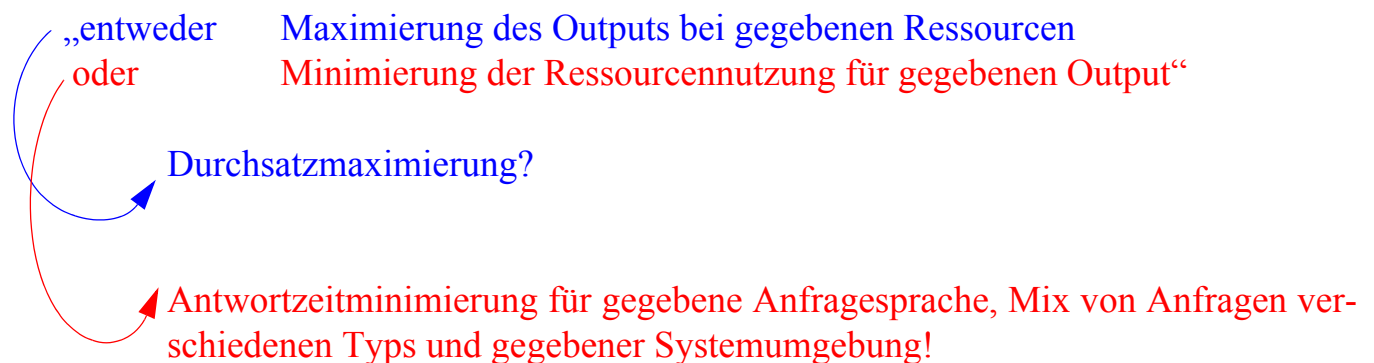 „entweder Maximierung des Outputs bei gegebenen Ressourcen
oder Minimierung der Ressourcennutzung für gegebenen Output“
Durchsatzmaximierung?
Antwortzeitminimierung für gegebene Anfragesprache, Mix von Anfragen ver-
schiedenen Typs und gegebener Systemumgebung!